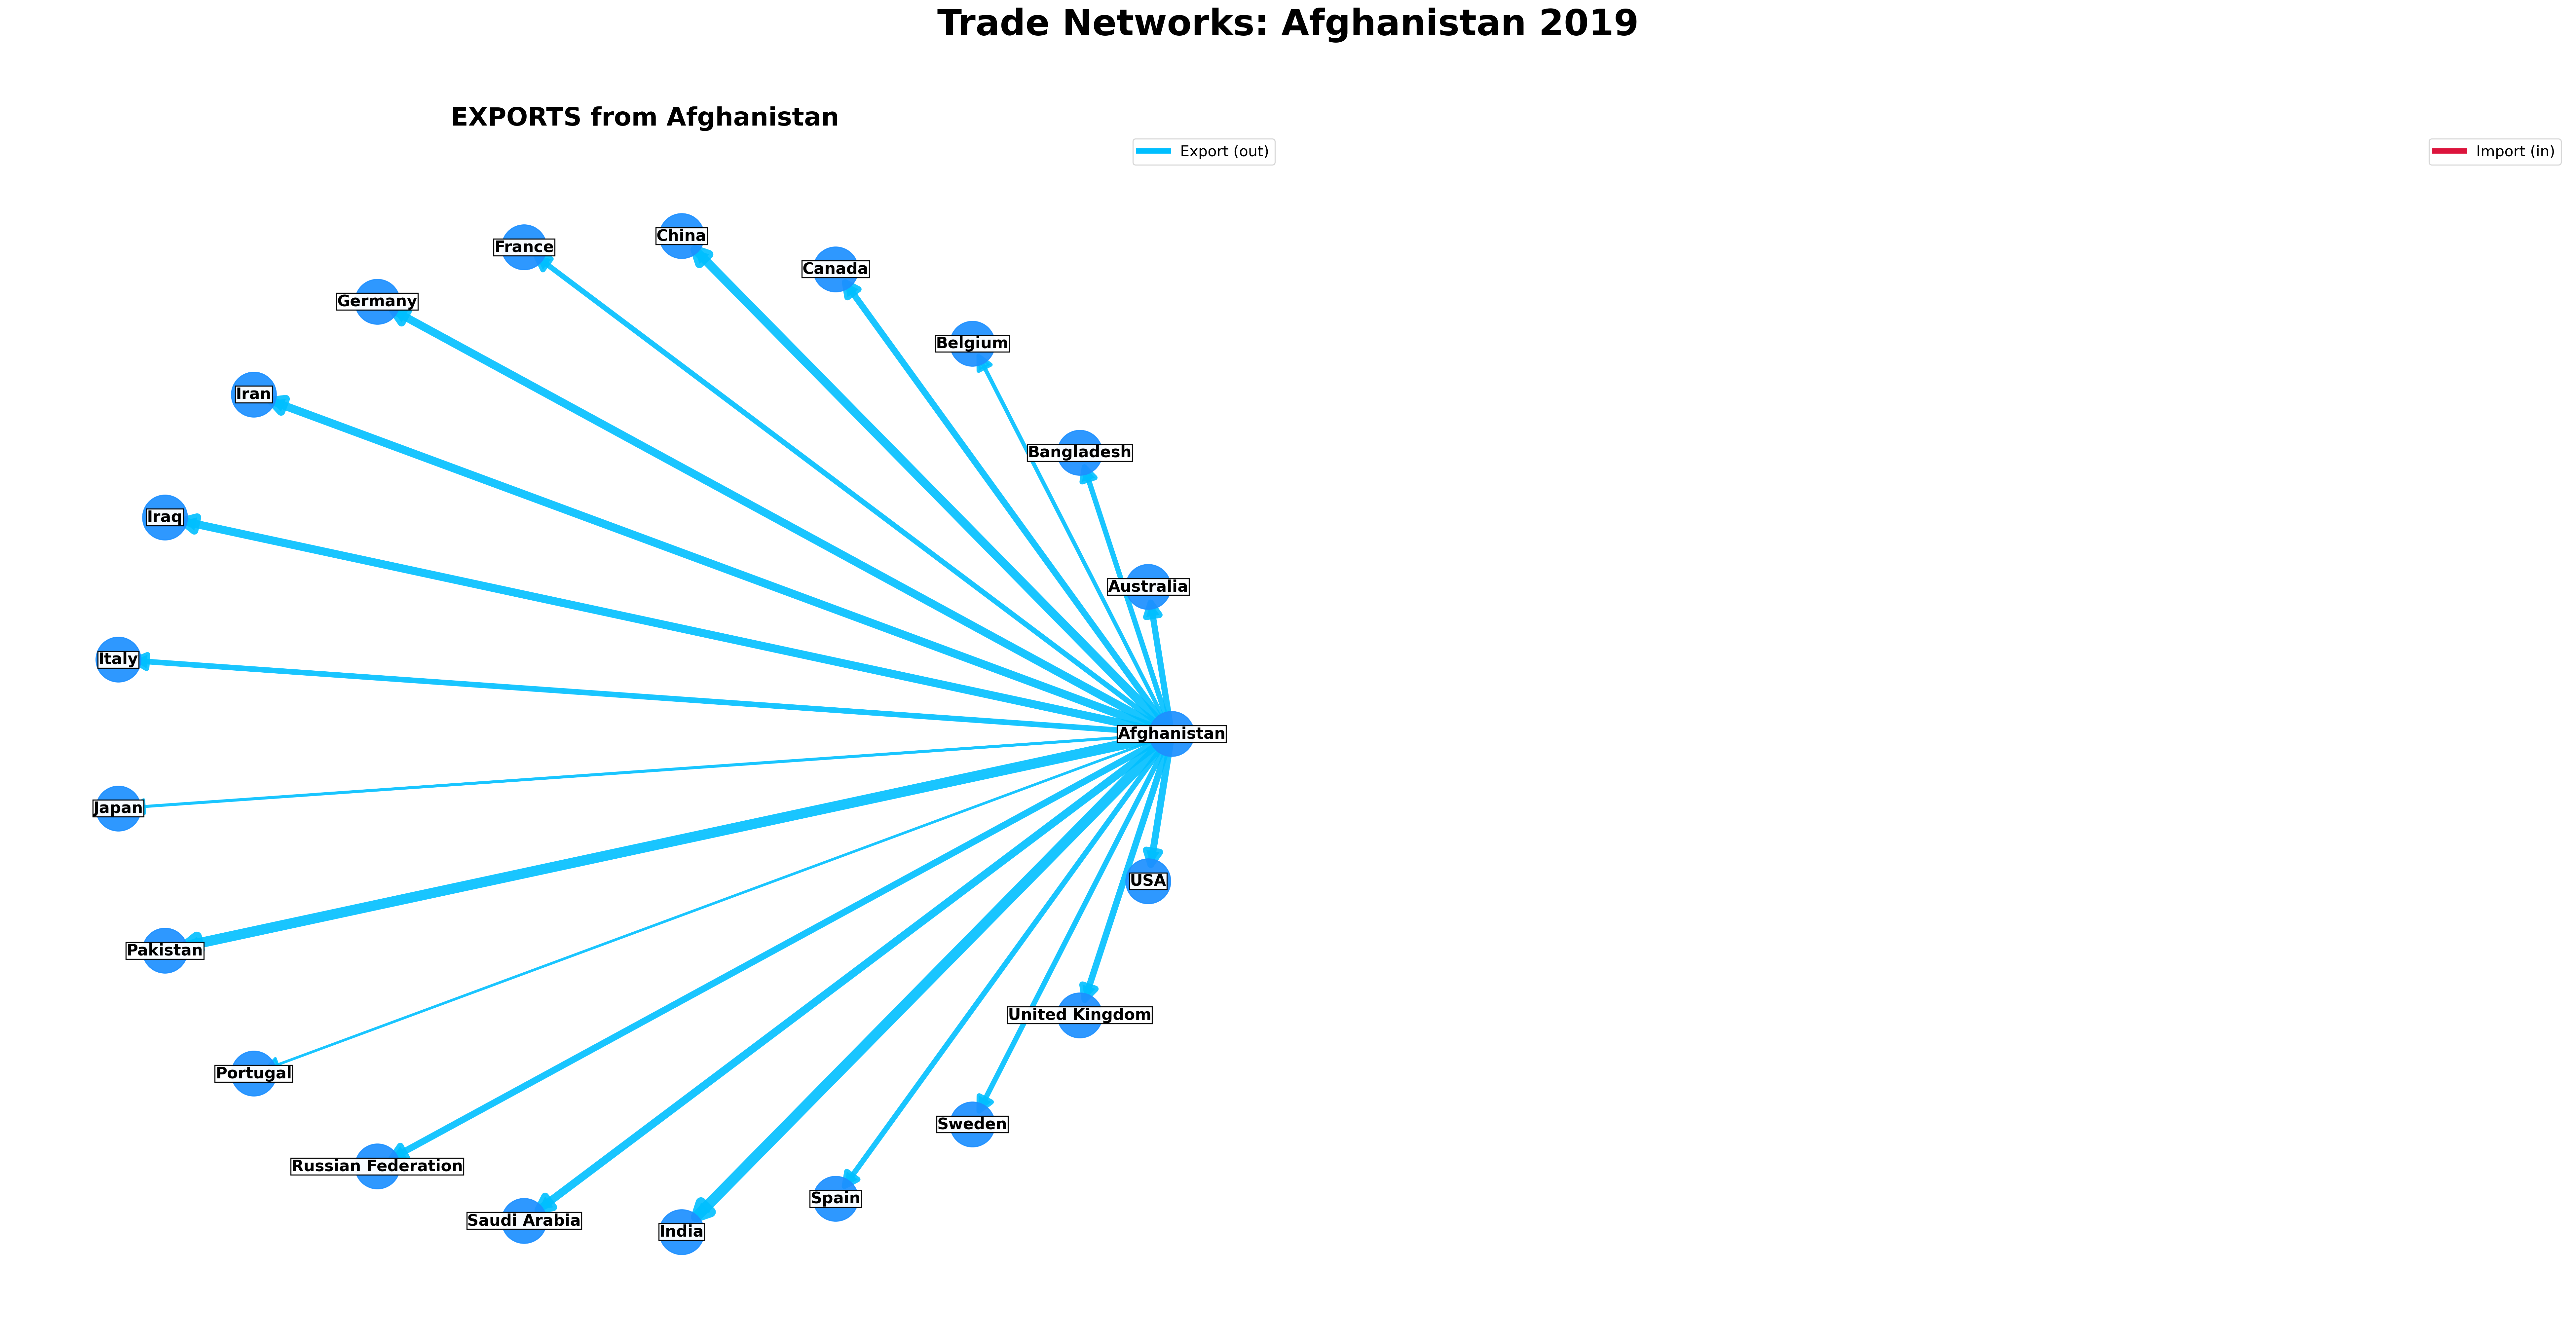 Trade Networks: Afghanistan 2019
EXPORTS from Afghanistan
Export (out)
Import (in)
China
France
Canada
Germany
Belgium
Iran
Bangladesh
Iraq
Australia
Italy
Afghanistan
Japan
USA
Pakistan
United Kingdom
Portugal
Sweden
Russian Federation
Spain
Saudi Arabia
India